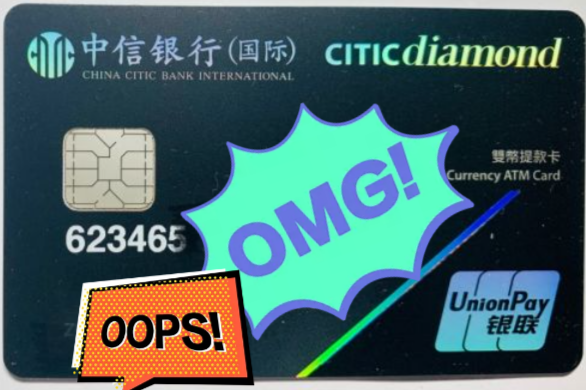 中信银行(国际) CITICdiamond
CHINA CITIC BANK INTERNATIONAL
雙幣提款卡
Currency ATM Card
623465
OMG!
OOPS!
UnionPay
银联